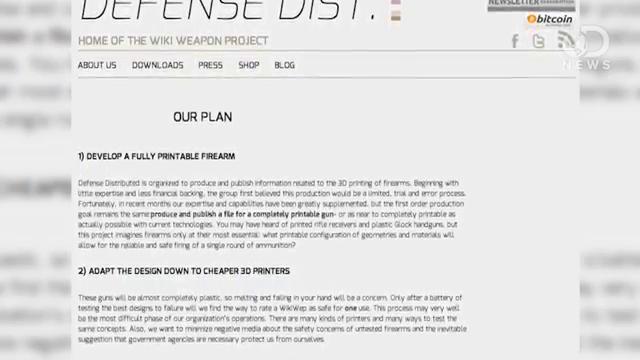 DEFENSE DIST.
NEWSLETTER
bitcoin
HOME OF THE WIKI WEAPON PROJECT
NEWS
ABOUT US DOWNLOADS PRESS SHOP BLOG
OUR PLAN
1) DEVELOP A FULLY PRINTABLE FIREARM
Defense Distributed is organized to produce and publish information related to the 3D printing of firearms. Beginning with
little expertise and less financial backing, the group first believed this production would be a limited, trial and error process.
Fortunately, in recent months our expertise and capabilities have been greatly supplemented, but the first order production
goal remains the same:produce and publish a file for a completely printable gun- or as near to completely printable as
actually possible with current technologies. You may have heard of printed rifle receivers and plastic Glock handguns, but
this project imagines firearms only at their most essential: what printable configuration of geometries and materials will
allow for the reliable and safe firing of a single round of ammunition?
2) ADAPT THE DESIGN DOWN TO CHEAPER 3D PRINTERS
These guns will be almost completely plastic, so melting and failing in your hand will be a concern. Only after a battery of
testing the best designs to failure will we find the way to rate a WikiWep as safe for one use. This process may very well
be the most difficult phase of our organization's operations. There are many kinds of printers and many ways to test the
same concepts. Also, we want to minimize negative media about the safety concerns of untested firearms and the inevitable
suggestion that government agencies are necessary protect us from ourselves.